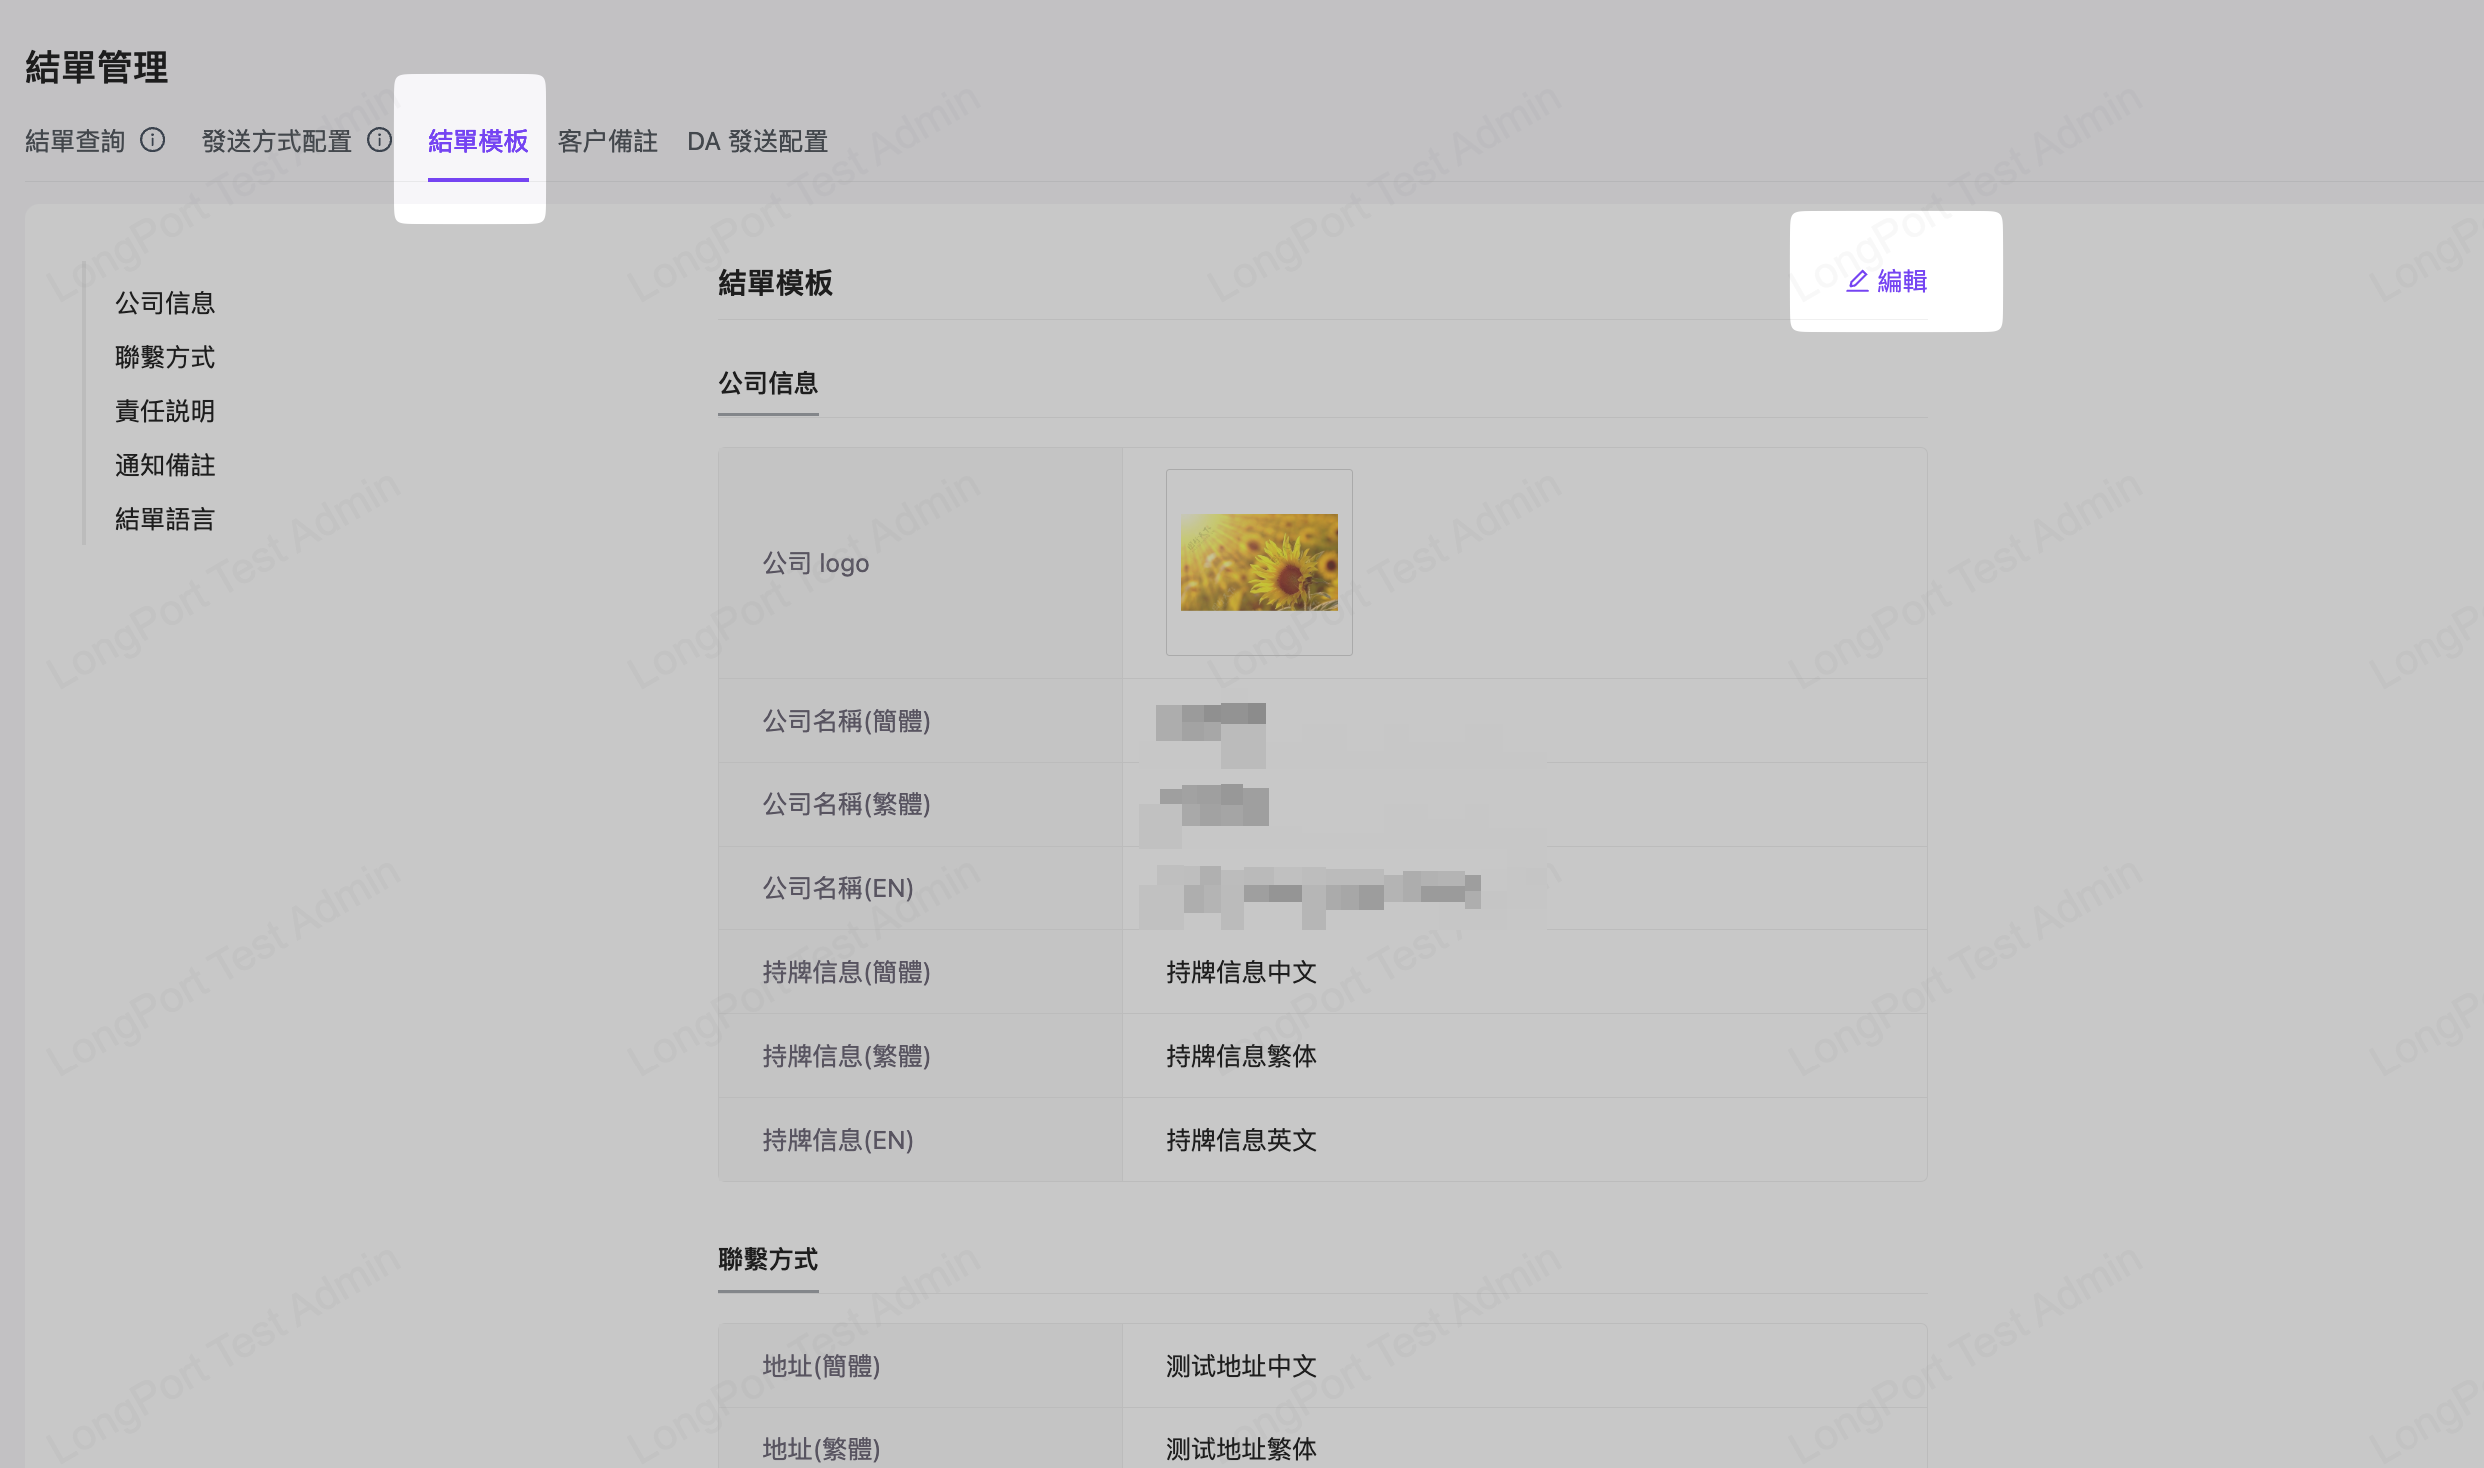 結單管理
結單查詢 發送方式配置 結單模板 客户備註 DA 發送配置
公司信息
聯繫方式
責任説明
通知備註
結單語言
結單模板
編輯
公司信息
公司 logo
公司名稱(簡體)
公司名稱(繁體)
公司名稱(EN)
持牌信息(簡體) 持牌信息中文
持牌信息(繁體) 持牌信息繁体
持牌信息(EN) 持牌信息英文
聯繫方式
地址(簡體) 测试地址中文
地址(繁體) 测试地址繁体
LongPort Test Admin